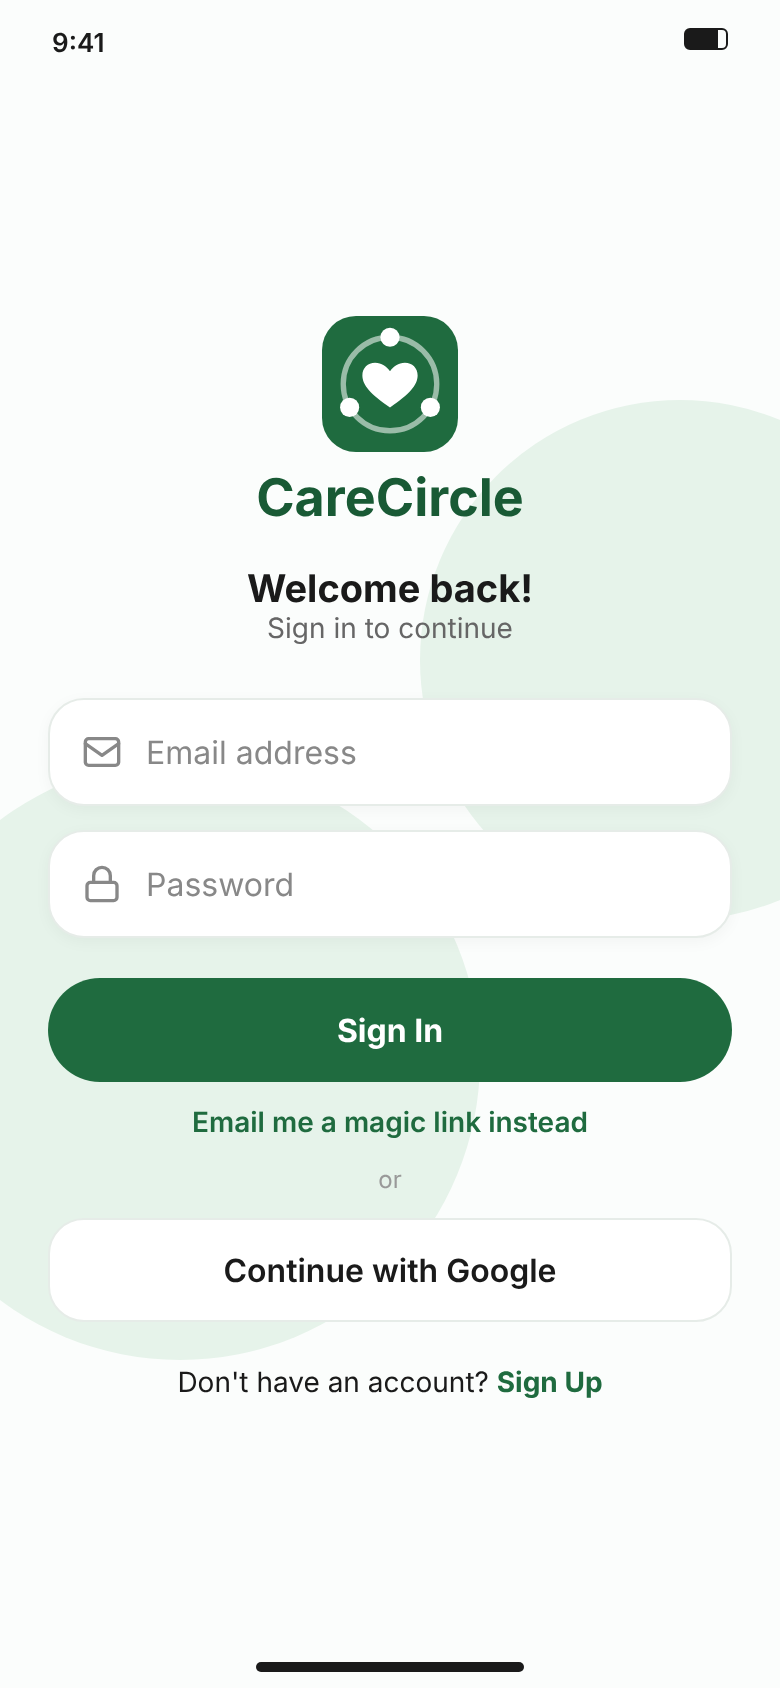 9:41
CareCircle
Welcome back!
Sign in to continue
Email address
Password
Sign In
Email me a magic link instead
or
Continue with Google
Don't have an account? Sign Up